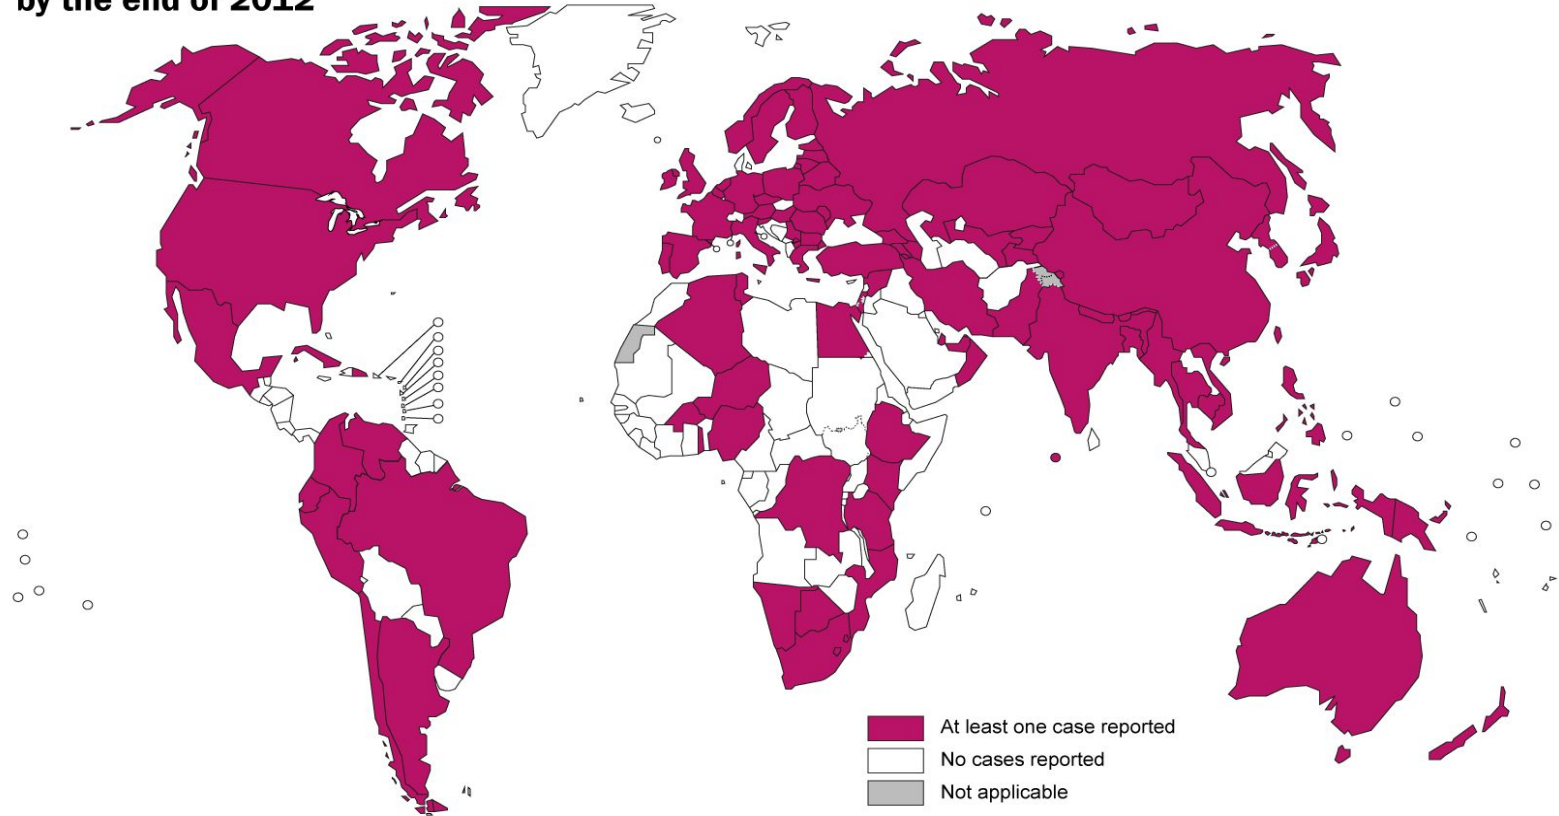 by the end of 2012
At least one case reported
No cases reported
Not applicable